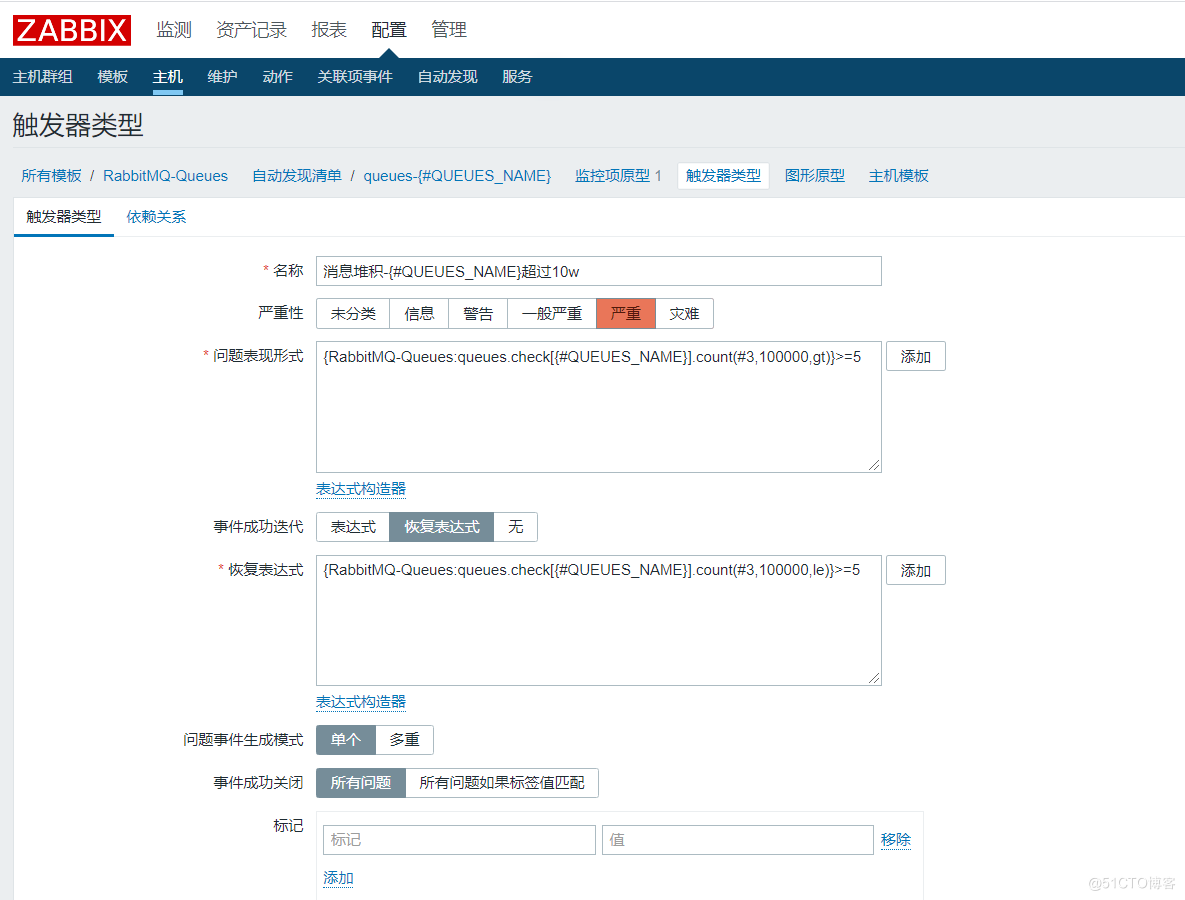 ZABBIX 监测 资产记录 报表 配置 管理
主机群组 模板 主机 维护 动作 关联项事件 自动发现 服务
触发器类型
所有模板 / RabbitMQ-Queues 自动发现清单 / queues-{#QUEUES_NAME} 监控项原型 1 触发器类型 图形原型 主机模板
触发器类型 依赖关系
* 名称 消息堆积-{#QUEUES_NAME}超过10w
严重性 未分类 信息 警告 一般严重 严重 灾难
* 问题表现形式 {RabbitMQ-Queues:queues.check[{#QUEUES_NAME}].count(#3,100000,gt)}>=5 添加
表达式构造器
事件成功迭代 表达式 恢复表达式 无
* 恢复表达式 {RabbitMQ-Queues:queues.check[{#QUEUES_NAME}].count(#3,100000,le)}>=5 添加
表达式构造器
问题事件生成模式 单个 多重
事件成功关闭 所有问题 所有问题如果标签值匹配
标记 标记 值 移除
添加
@51CTO博客